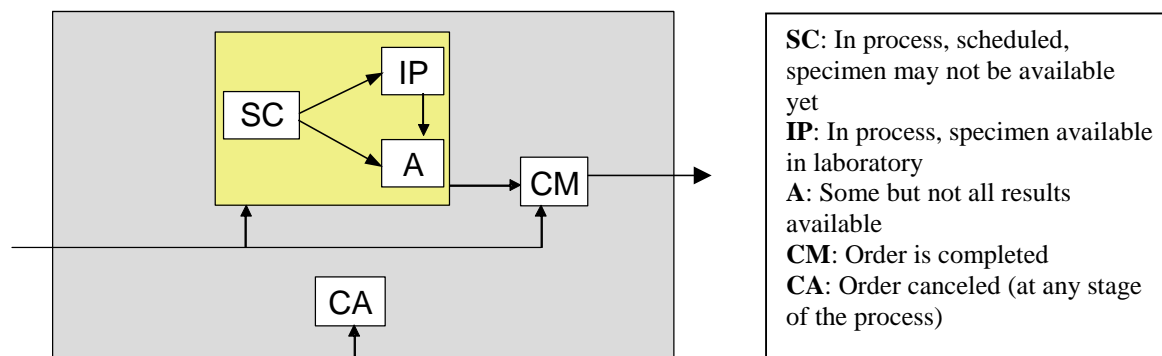 IP
SC
A
CM
CA
SC: In process, scheduled,
specimen may not be available
yet
IP: In process, specimen available
in laboratory
A: Some but not all results
available
CM: Order is completed
CA: Order canceled (at any stage
of the process)